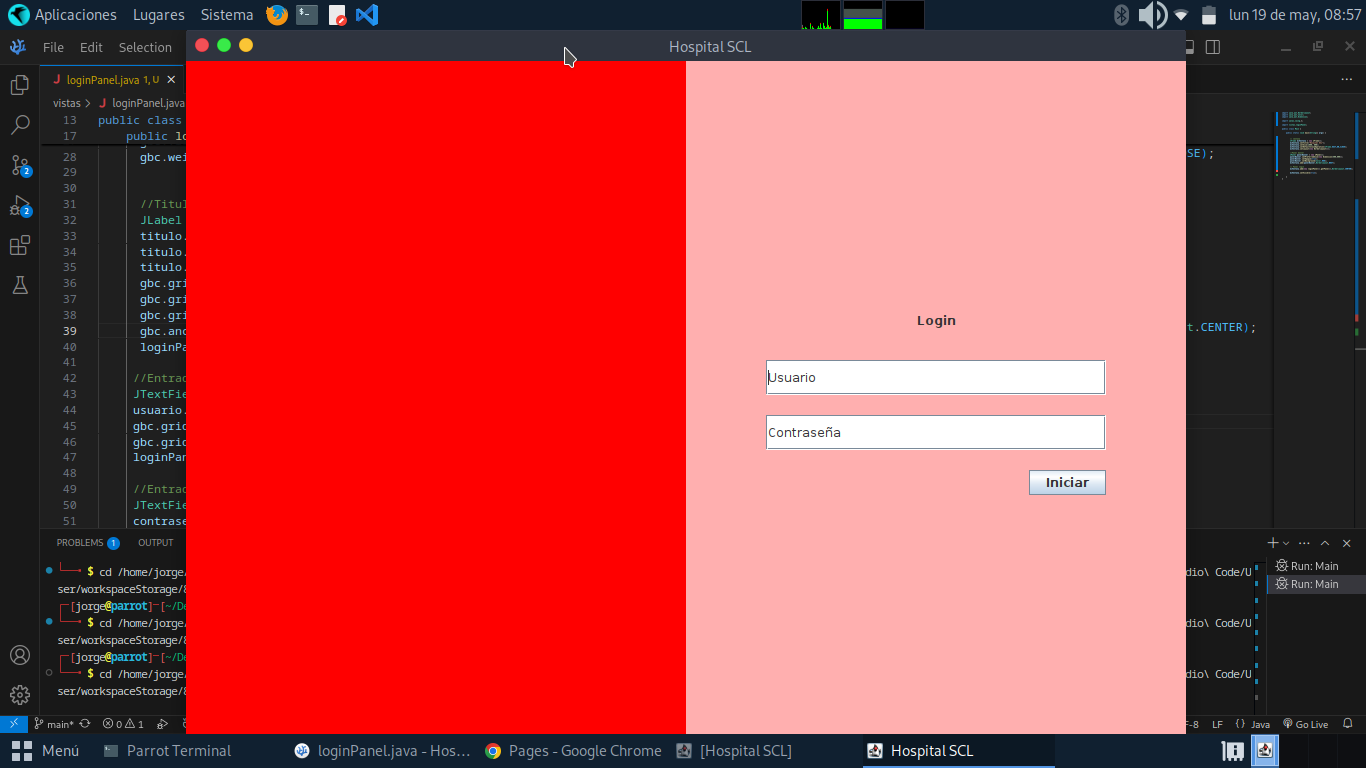 Aplicaciones Lugares Sistema
lun 19 de may, 08:57
File Edit Selection
Hospital SCL
loginPanel.java 1, U
vistas > loginPanel.java
13 public class
17 public lo
28 gbc.wei
SE);
29
30
31 //Titul
32 JLabel
33 titulo.
34 titulo.
35 titulo.
36 gbc.gri
37 gbc.gri
38 gbc.gri
39 gbc.anc
t.CENTER);
40 loginPa
41
42 //Entrad
43 JTextFie
44 usuario.
45 gbc.grid
46 gbc.grid
47 loginPan
48
49 //Entrad
50 JTextFie
51 contrase
Login
Usuario
Contraseña
Iniciar
PROBLEMS 1 OUTPUT
$ cd /home/jorge/
dio\ Code/U
ser/workspaceStorage/8
[jorge@parrot]-[~/De
$ cd /home/jorge/
dio\ Code/U
ser/workspaceStorage/8
[jorge@parrot]-[~/De
$ cd /home/jorge/
dio\ Code/U
ser/workspaceStorage/8
Run: Main
Run: Main
main* 0 1
F-8 LF {} Java Go Live
Menú Parrot Terminal loginPanel.java - Hos... Pages - Google Chrome [Hospital SCL] Hospital SCL